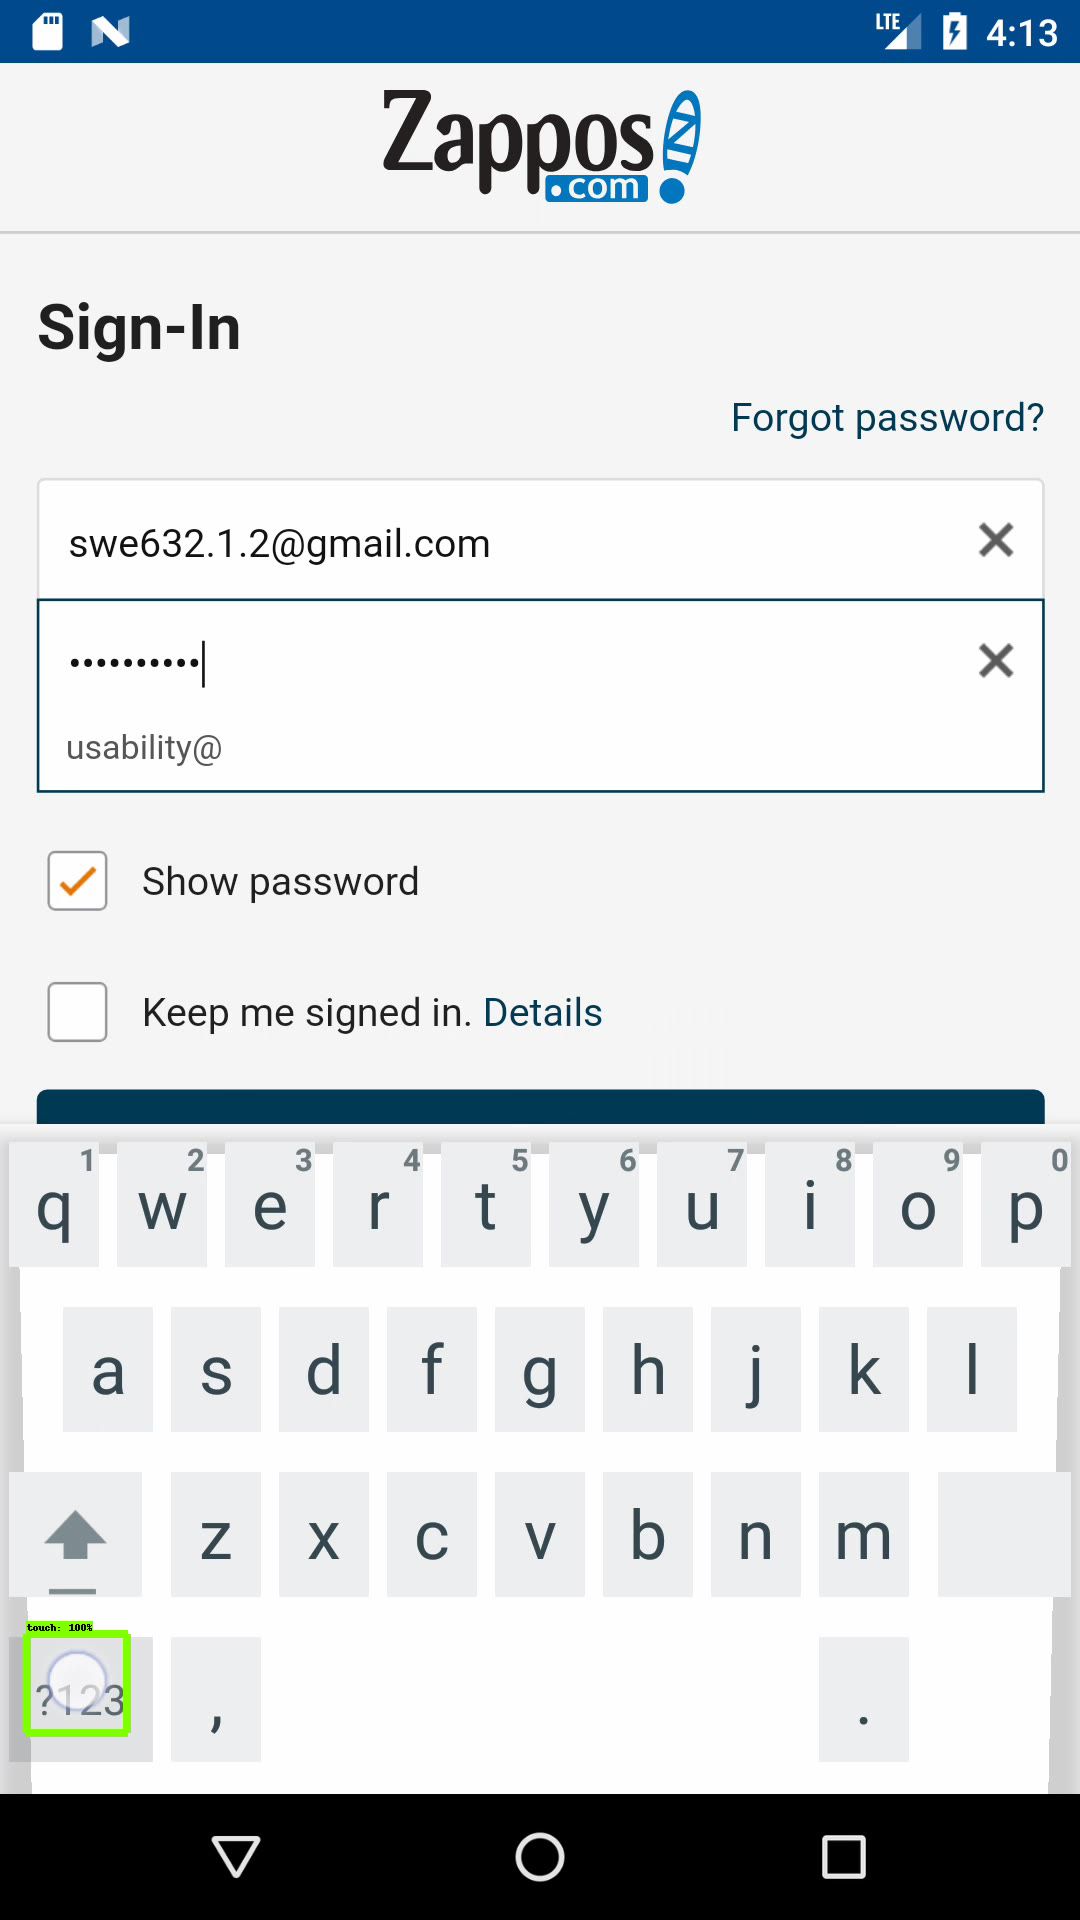 LTE 4:13
Zappos
.com
Sign-In
Forgot password?
swe632.1.2@gmail.com
••••••••••
usability@
Show password
Keep me signed in. Details
1 2 3 4 5 6 7 8 9 0
q w e r t y u i o p
a s d f g h j k l
z x c v b n m
touch: 100%
?123 , .